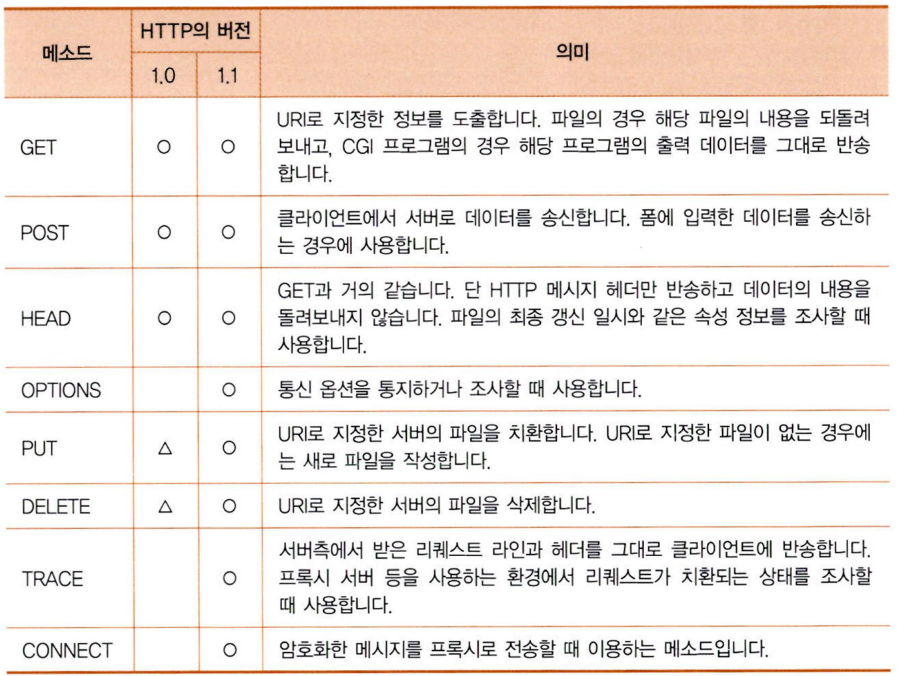 메소드
HTTP의 버전
의미
1.0
1.1
GET
○
○
URI로 지정한 정보를 도출합니다. 파일의 경우 해당 파일의 내용을 되돌려
보내고, CGI 프로그램의 경우 해당 프로그램의 출력 데이터를 그대로 반송
합니다.
POST
○
○
클라이언트에서 서버로 데이터를 송신합니다. 폼에 입력한 데이터를 송신하
는 경우에 사용합니다.
HEAD
○
○
GET과 거의 같습니다. 단 HTTP 메시지 헤더만 반송하고 데이터의 내용을
돌려보내지 않습니다. 파일의 최종 갱신 일시와 같은 속성 정보를 조사할 때
사용합니다.
OPTIONS
○
통신 옵션을 통지하거나 조사할 때 사용합니다.
PUT
△
○
URI로 지정한 서버의 파일을 치환합니다. URI로 지정한 파일이 없는 경우에
는 새로 파일을 작성합니다.
DELETE
△
○
URI로 지정한 서버의 파일을 삭제합니다.
TRACE
○
서버측에서 받은 리퀘스트 라인과 헤더를 그대로 클라이언트에 반송합니다.
프록시 서버 등을 사용하는 환경에서 리퀘스트가 치환되는 상태를 조사할
때 사용합니다.
CONNECT
○
암호화한 메시지를 프록시로 전송할 때 이용하는 메소드입니다.